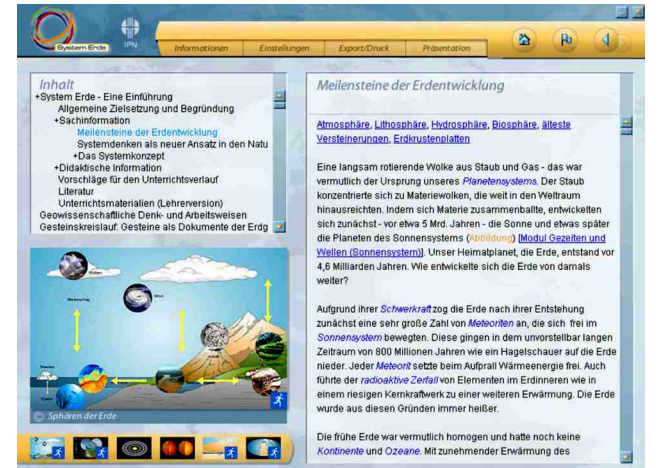 System Erde
IPN
Informationen
Einstellungen
Export/Druck
Präsentation
Inhalt
+System Erde - Eine Einführung
Allgemeine Zielsetzung und Begründung
+Sachinformation
Meilensteine der Erdentwicklung
Systemdenken als neuer Ansatz in den Natu
+Das Systemkonzept
+Didaktische Information
Vorschläge für den Unterrichtsverlauf
Literatur
Unterrichtsmaterialien (Lehrerversion)
Geowissenschaftliche Denk- und Arbeitsweisen
Gesteinskreislauf: Gesteine als Dokumente der Erdg
© Sphären der Erde
Meilensteine der Erdentwicklung
Atmosphäre, Lithosphäre, Hydrosphäre, Biosphäre, älteste
Versteinerungen, Erdkrustenplatten
Eine langsam rotierende Wolke aus Staub und Gas - das war
vermutlich der Ursprung unseres Planetensystems. Der Staub
konzentrierte sich zu Materiewolken, die weit in den Weltraum
hinausreichten. Indem sich Materie zusammenballte, entwickelten
sich zunächst - vor etwa 5 Mrd. Jahren - die Sonne und etwas später
die Planeten des Sonnensystems (Abbildung) [Modul Gezeiten und
Wellen (Sonnensystem)]. Unser Heimatplanet, die Erde, entstand vor
4,6 Milliarden Jahren. Wie entwickelte sich die Erde von damals
weiter?
Aufgrund ihrer Schwerkraft zog die Erde nach ihrer Entstehung
zunächst eine sehr große Zahl von Meteoriten an, die sich frei im
Sonnensystem bewegten. Diese gingen in dem unvorstellbar langen
Zeitraum von 800 Millionen Jahren wie ein Hagelschauer auf die Erde
nieder. Jeder Meteorit setzte beim Aufprall Wärmeenergie frei. Auch
führte der radioaktive Zerfall von Elementen im Erdinneren wie in
einem riesigen Kernkraftwerk zu einer weiteren Erwärmung. Die Erde
wurde aus diesen Gründen immer heißer.
Die frühe Erde war vermutlich homogen und hatte noch keine
Kontinente und Ozeane. Mit zunehmender Erwärmung des